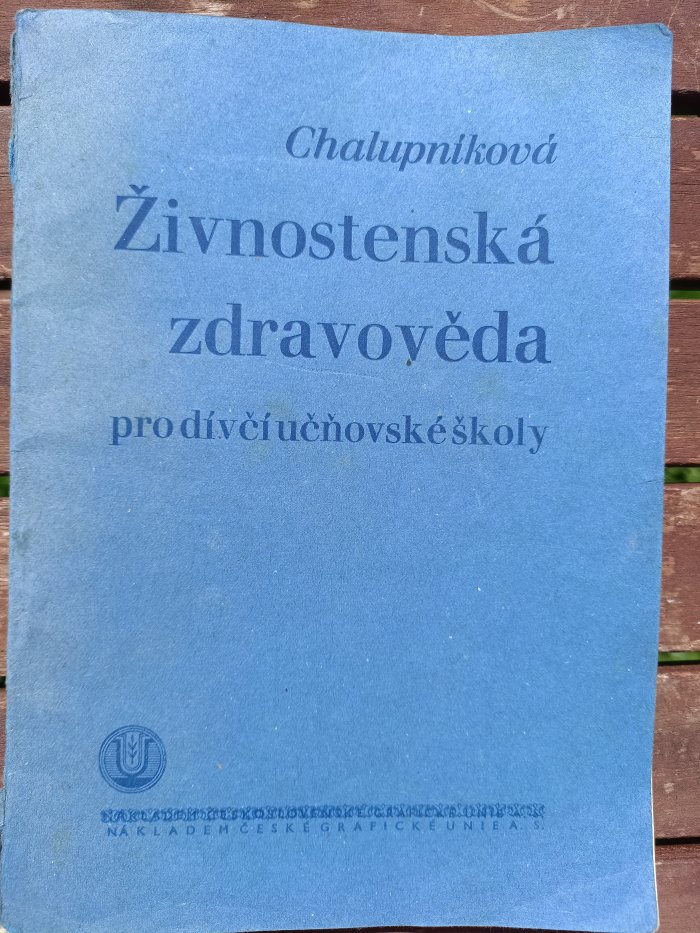 Chalupníková
Živnostenská
zdravověda
pro dívčí učňovské školy
NÁKLADEM ČESKÉ GRAFICKÉ UNIE A. S.